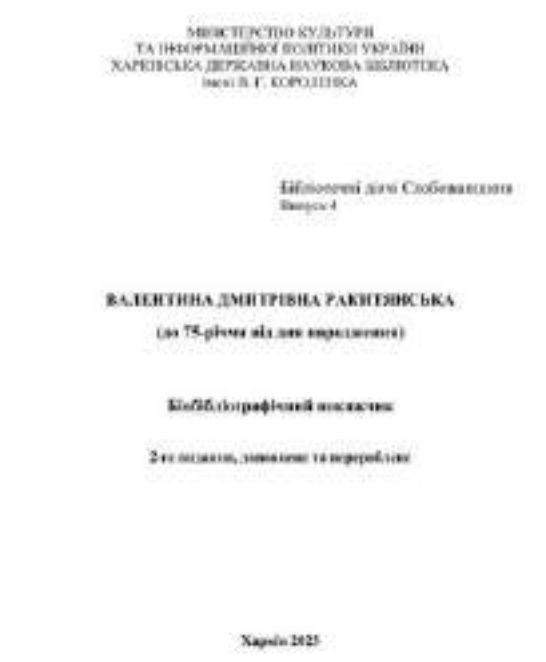 МІНІСТЕРСТВО КУЛЬТУРИ
ТА ІНФОРМАЦІЙНОЇ ПОЛІТИКИ УКРАЇНИ
ХАРКІВСЬКА ДЕРЖАВНА НАУКОВА БІБЛІОТЕКА
імені В. Г. КОРОЛЕНКА
Бібліотечні діячі Слобожанщини
Випуск 4
ВАЛЕНТИНА ДМИТРІВНА РАКИТЯНСЬКА
(до 75-річчя від дня народження)
Біобібліографічний покажчик
2-ге видання, доповнене та перероблене
Харків 2023